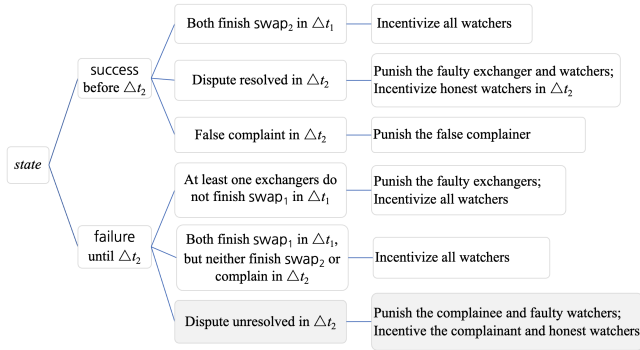 state
success
before △t₂
Both finish swap₂ in △t₁
Incentivize all watchers
Dispute resolved in △t₂
Punish the faulty exchanger and watchers;
Incentivize honest watchers in △t₂
False complaint in △t₂
Punish the false complainer
failure
until △t₂
At least one exchangers do
not finish swap₁ in △t₁
Punish the faulty exchangers;
Incentivize all watchers
Both finish swap₁ in △t₁,
but neither finish swap₂ or
complain in △t₂
Incentivize all watchers
Dispute unresolved in △t₂
Punish the complainee and faulty watchers;
Incentive the complainant and honest watchers